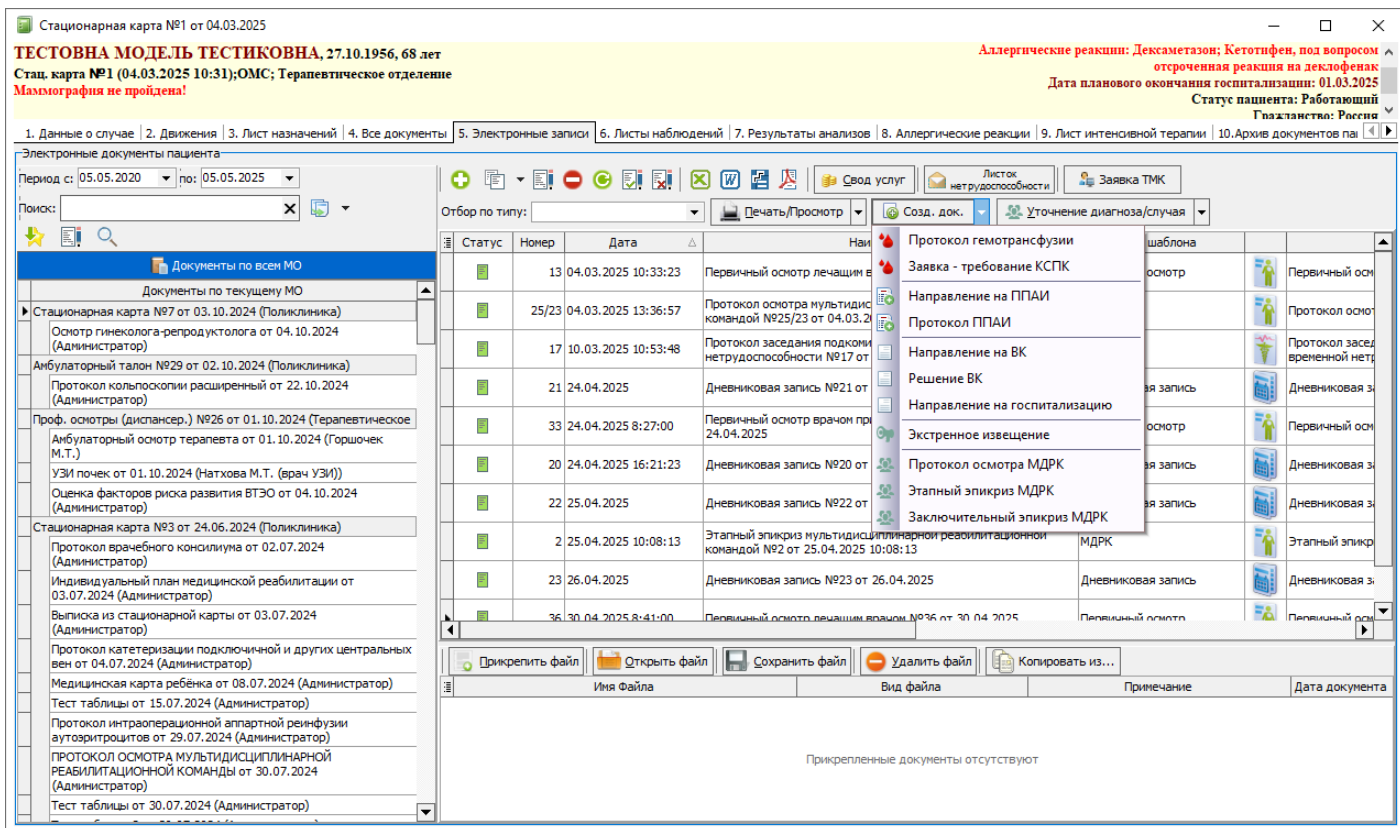 Стационарная карта №1 от 04.03.2025
ТЕСТОВНА МОДЕЛЬ ТЕСТИКОВНА, 27.10.1956, 68 лет
Стац. карта №1 (04.03.2025 10:31);ОМС; Терапевтическое отделение
Маммография не пройдена!
Аллергические реакции: Дексаметазон; Кетотифен, под вопросом
отсроченная реакция на деклофенак
Дата планового окончания госпитализации: 01.03.2025
Статус пациента: Работающий
Гражданство: Россия
1. Данные о случае 2. Движения 3. Лист назначений 4. Все документы 5. Электронные записи 6. Листы наблюдений 7. Результаты анализов 8. Аллергические реакции 9. Лист интенсивной терапии 10.Архив документов пац
Электронные документы пациента
Период с: 05.05.2020 по: 05.05.2025
Поиск:
Документы по всем МО
Документы по текущему МО
Стационарная карта №7 от 03.10.2024 (Поликлиника)
Осмотр гинеколога-репродуктолога от 04.10.2024
(Администратор)
Амбулаторный талон №29 от 02.10.2024 (Поликлиника)
Протокол кольпоскопии расширенный от 22.10.2024
(Администратор)
Проф. осмотры (диспансер.) №26 от 01.10.2024 (Терапевтическое
Амбулаторный осмотр терапевта от 01.10.2024 (Горшочек
М.Т.)
УЗИ почек от 01.10.2024 (Натхова М.Т. (врач УЗИ))
Оценка факторов риска развития ВТЭО от 04.10.2024
(Администратор)
Стационарная карта №3 от 24.06.2024 (Поликлиника)
Протокол врачебного консилиума от 02.07.2024
(Администратор)
Индивидуальный план медицинской реабилитации от
03.07.2024 (Администратор)
Выписка из стационарной карты от 03.07.2024
(Администратор)
Протокол катетеризации подключичной и других центральных
вен от 04.07.2024 (Администратор)
Медицинская карта ребёнка от 08.07.2024 (Администратор)
Тест таблицы от 15.07.2024 (Администратор)
Протокол интраоперационной аппартной реинфузии
аутоэритроцитов от 29.07.2024 (Администратор)
ПРОТОКОЛ ОСМОТРА МУЛЬТИДИСЦИПЛИНАРНОЙ
РЕАБИЛИТАЦИОННОЙ КОМАНДЫ от 30.07.2024
(Администратор)
Тест таблицы от 30.07.2024 (Администратор)
Свод услуг
Листок
нетрудоспособности
Заявка ТМК
Отбор по типу:
Печать/Просмотр
Созд. док.
Уточнение диагноза/случая
Статус Номер Дата Наи шаблона
13 04.03.2025 10:33:23 Первичный осмотр лечащим в осмотр Первичный осм
25/23 04.03.2025 13:36:57 Протокол осмотра мультидис Протокол осмот
командой №25/23 от 04.03.2
17 10.03.2025 10:53:48 Протокол заседания подкоми Протокол засед
нетрудоспособности №17 от временной нетр
21 24.04.2025 Дневниковая запись №21 от ая запись Дневниковая за
33 24.04.2025 8:27:00 Первичный осмотр врачом пр осмотр Первичный осм
24.04.2025
20 24.04.2025 16:21:23 Дневниковая запись №20 от ая запись Дневниковая за
22 25.04.2025 Дневниковая запись №22 от ая запись Дневниковая за
2 25.04.2025 10:08:13 Этапный эпикриз мультидисциплинарной реабилитационной МДРК Этапный эпикр
командой №2 от 25.04.2025 10:08:13
23 26.04.2025 Дневниковая запись №23 от 26.04.2025 Дневниковая запись Дневниковая за
36 30.04.2025 8:41:00 Первичный осмотр лечащим врачом №36 от 30.04.2025 Первичный осмотр Первичный осм
Протокол гемотрансфузии
Заявка - требование КСПК
Направление на ППАИ
Протокол ППАИ
Направление на ВК
Решение ВК
Направление на госпитализацию
Экстренное извещение
Протокол осмотра МДРК
Этапный эпикриз МДРК
Заключительный эпикриз МДРК
Прикрепить файл Открыть файл Сохранить файл Удалить файл Копировать из...
Имя Файла Вид файла Примечание Дата документа
Прикрепленные документы отсутствуют